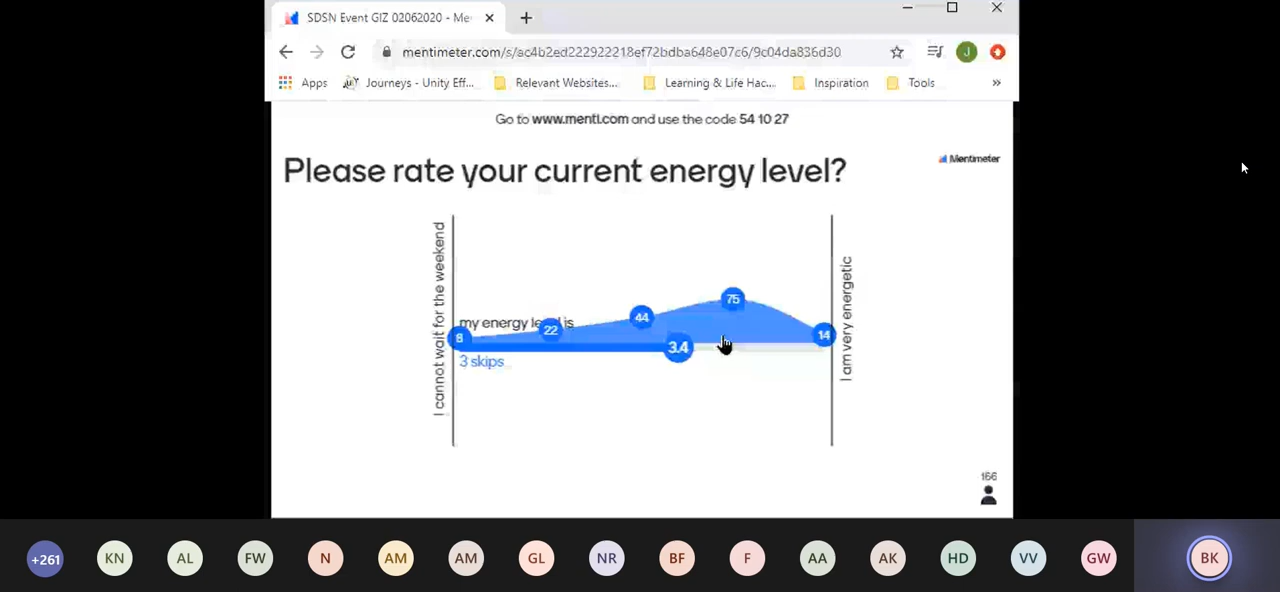 SDSN Event GIZ 02062020 - Me
mentimeter.com/s/ac4b2ed222922218ef72bdba648e07c6/9c04da836d30
Apps
Journeys - Unity Eff...
Relevant Websites...
Learning & Life Hac...
Inspiration
Tools
»
J
Go to www.menti.com and use the code 54 10 27
Mentimeter
Please rate your current energy level?
I cannot wait for the weekend
my energy level is
8
22
44
75
14
3.4
3 skips
I am very energetic
166
+261
KN
AL
FW
N
AM
AM
GL
NR
BF
F
AA
AK
HD
VV
GW
BK